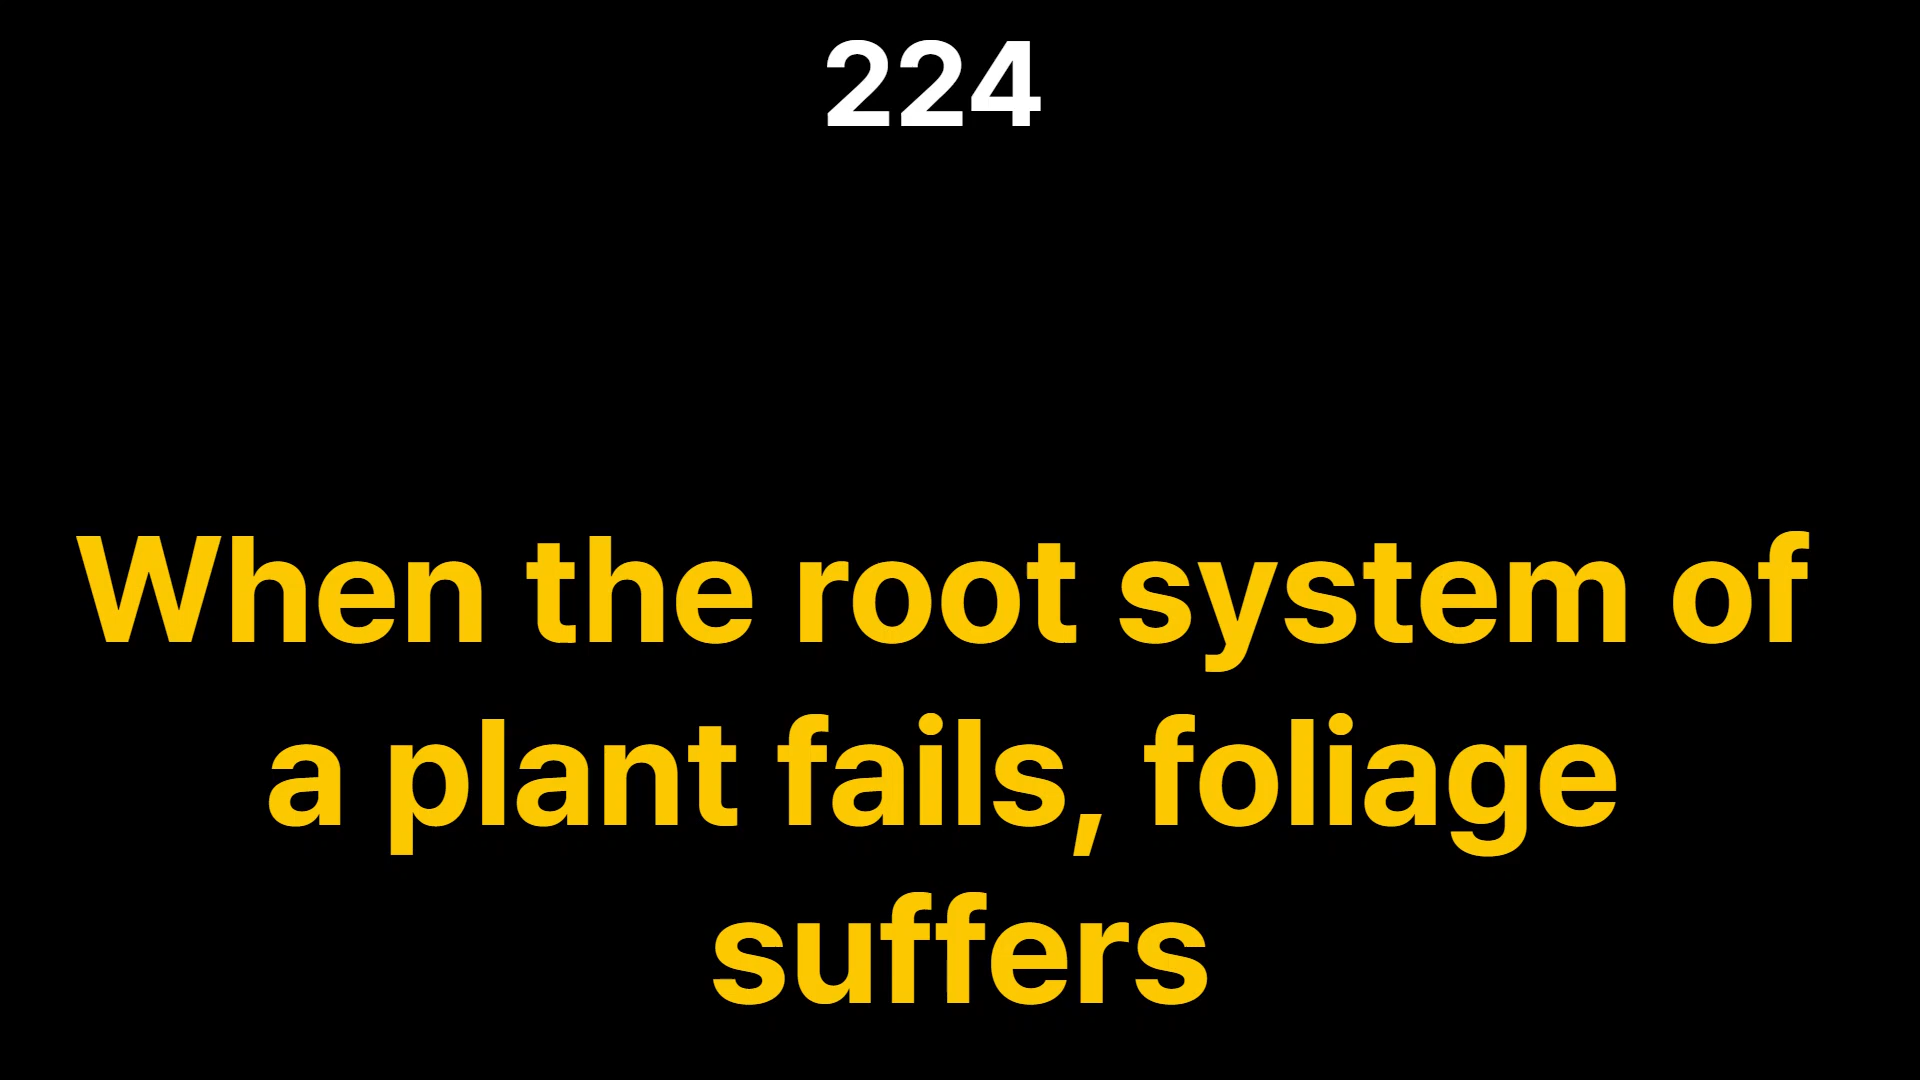 224
When the root system of
a plant fails, foliage
suffers